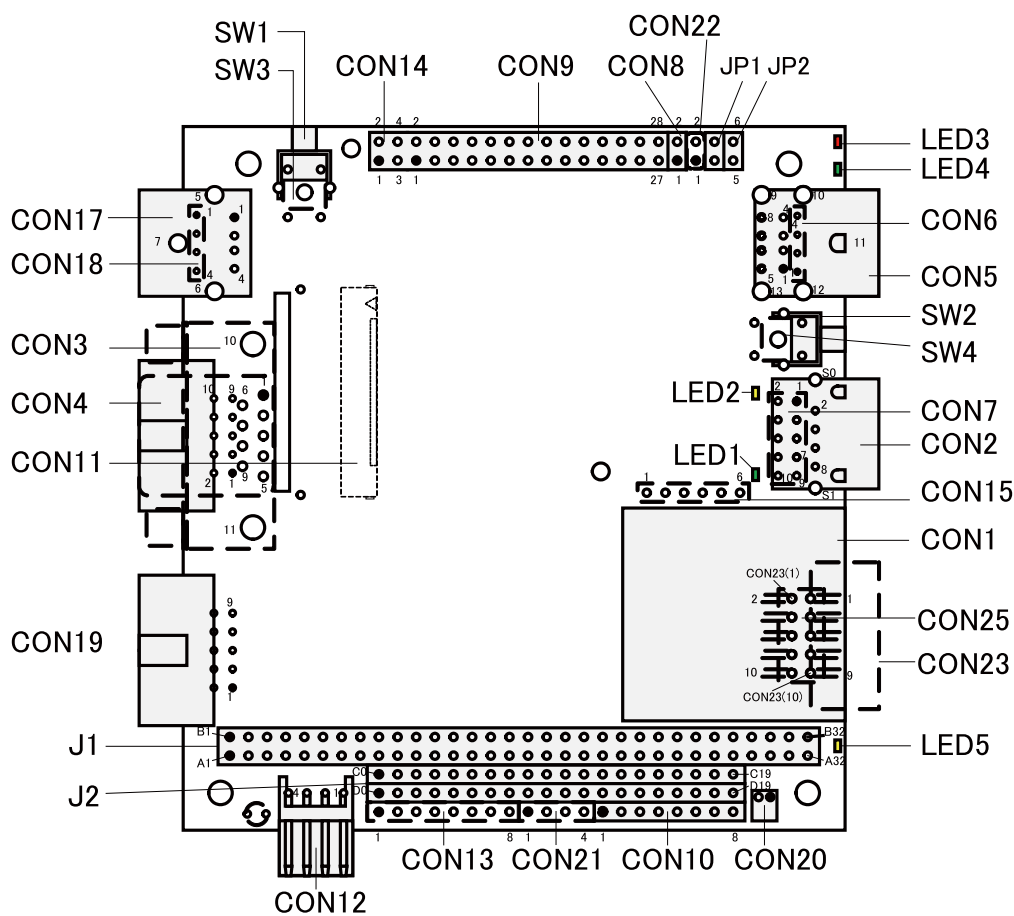 SW1
SW3
CON14
CON9
CON22
CON8
JP1
JP2
2 4 2
28 2 2 6
1 3 1
27 1 1 5
LED3
LED4
CON17
CON18
5
1
1
7
4
4
6
9
10
8
4
4
11
5
1
1
13
12
CON6
CON5
SW2
SW4
CON3
CON4
CON11
10
10
9
6
1
2
1
9
5
11
LED2
LED1
S0
2
1
2
7
8
10
9
S1
CON7
CON2
CON15
1
6
CON1
CON23(1)
2
1
10
9
CON23(10)
CON25
CON23
CON19
9
1
J1
J2
B1
B32
A1
A32
C0
C19
D0
D19
LED5
4
1
1
8
1
4
1
8
CON12
CON13
CON21
CON10
CON20